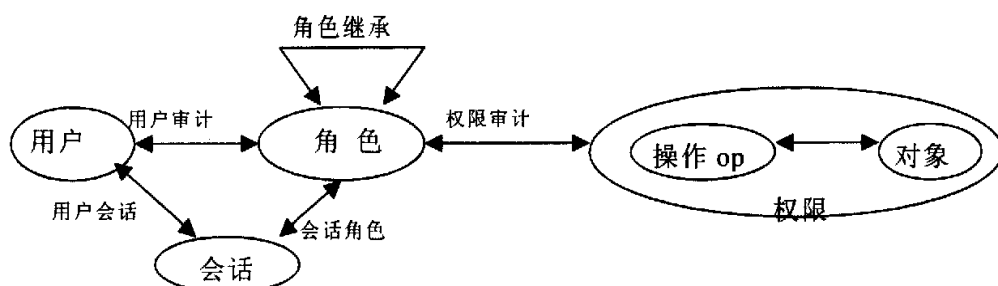 角色继承
用户
用户审计
角 色
权限审计
操作 op
对象
权限
用户会话
会话角色
会话